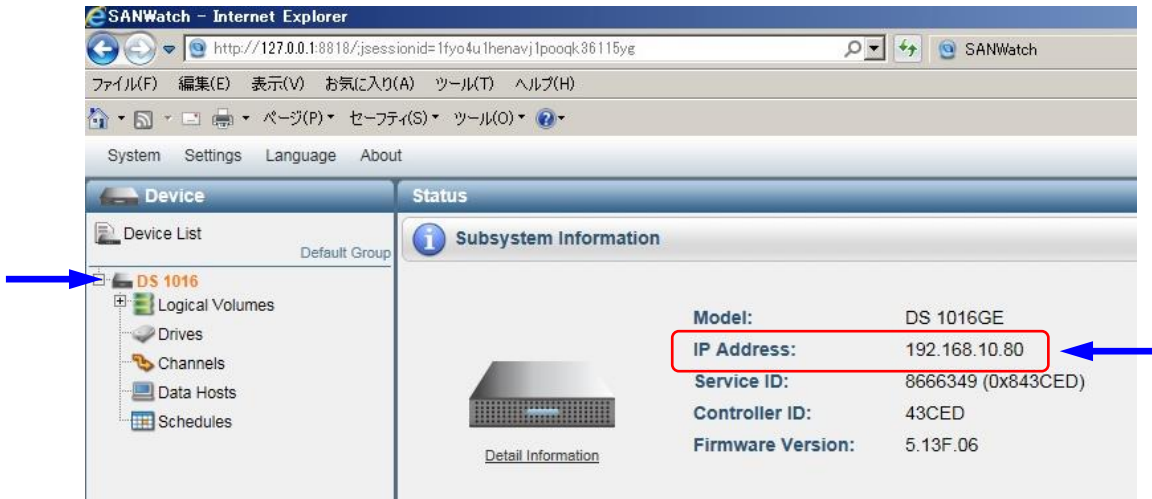 SANWatch - Internet Explorer
http://127.0.0.1:8818/;jsessionid=1fyo4u1henavj1pooqk36115yg
SANWatch
ファイル(F) 編集(E) 表示(V) お気に入り(A) ツール(T) ヘルプ(H)
ページ(P) セーフティ(S) ツール(O)
System Settings Language About
Device
Status
Device List
Default Group
Subsystem Information
DS 1016
Logical Volumes
Drives
Channels
Data Hosts
Schedules
Detail Information
Model: DS 1016GE
IP Address: 192.168.10.80
Service ID: 8666349 (0x843CED)
Controller ID: 43CED
Firmware Version: 5.13F.06